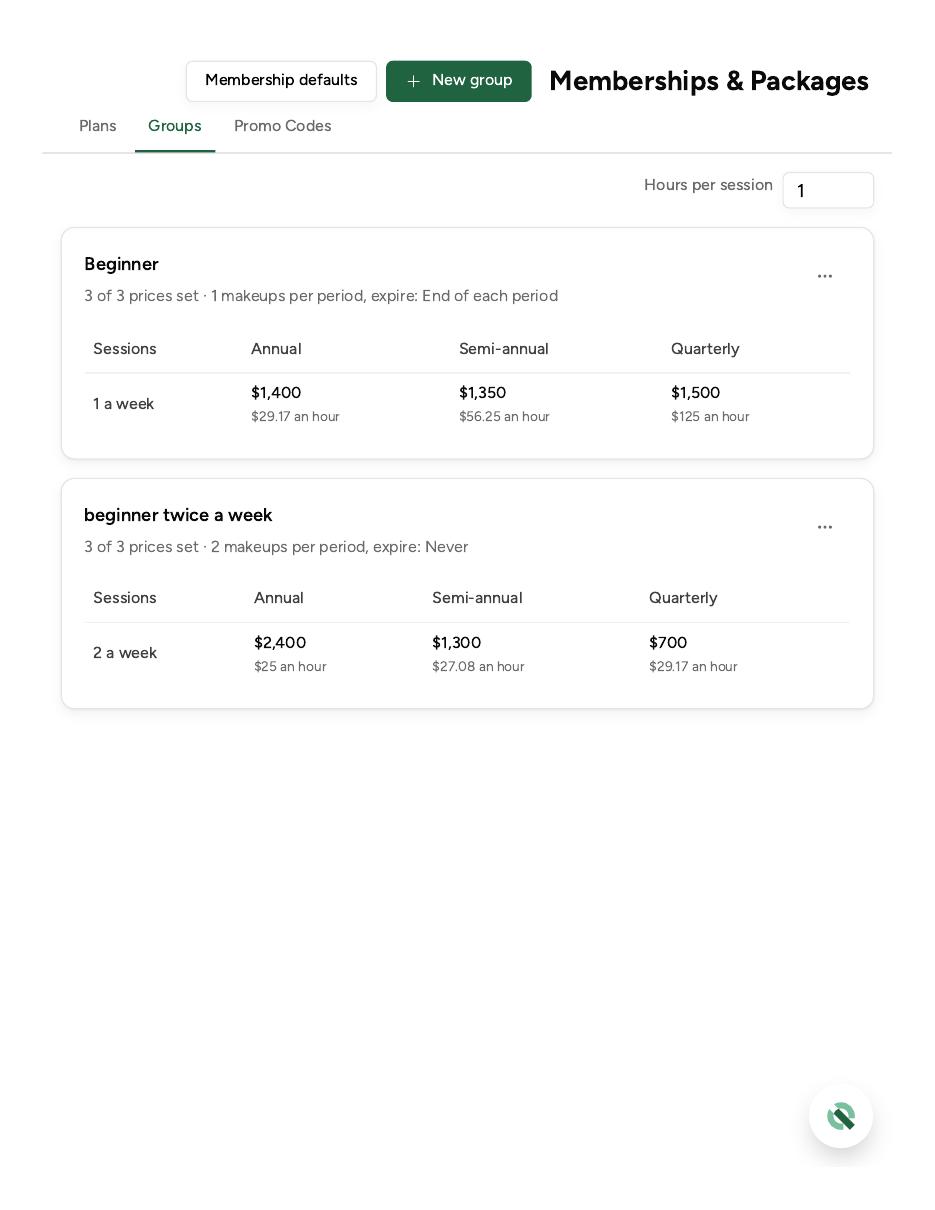 Membership defaults
New group
Memberships & Packages
Plans
Groups
Promo Codes
Hours per session
1
Beginner
3 of 3 prices set · 1 makeups per period, expire: End of each period
Sessions Annual Semi-annual Quarterly
1 a week $1,400 $1,350 $1,500
$29.17 an hour $56.25 an hour $125 an hour
beginner twice a week
3 of 3 prices set · 2 makeups per period, expire: Never
Sessions Annual Semi-annual Quarterly
2 a week $2,400 $1,300 $700
$25 an hour $27.08 an hour $29.17 an hour